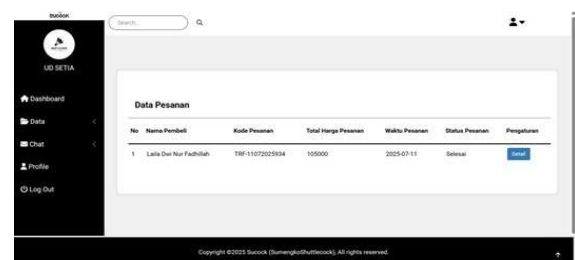 Sucock
Search..
UD SETIA
Dashboard
Data
Chat
Profile
Log Out
Data Pesanan
No Nama Pembeli Kode Pesanan Total Harga Pesanan Waktu Pesanan Status Pesanan Pengaturan
1 Laila Dwi Nur Fadhillah TRF-11072025934 105000 2025-07-11 Selesai Detail
Copyright ©2025 Sucock (SumengkoShuttlecock), All rights reserved.